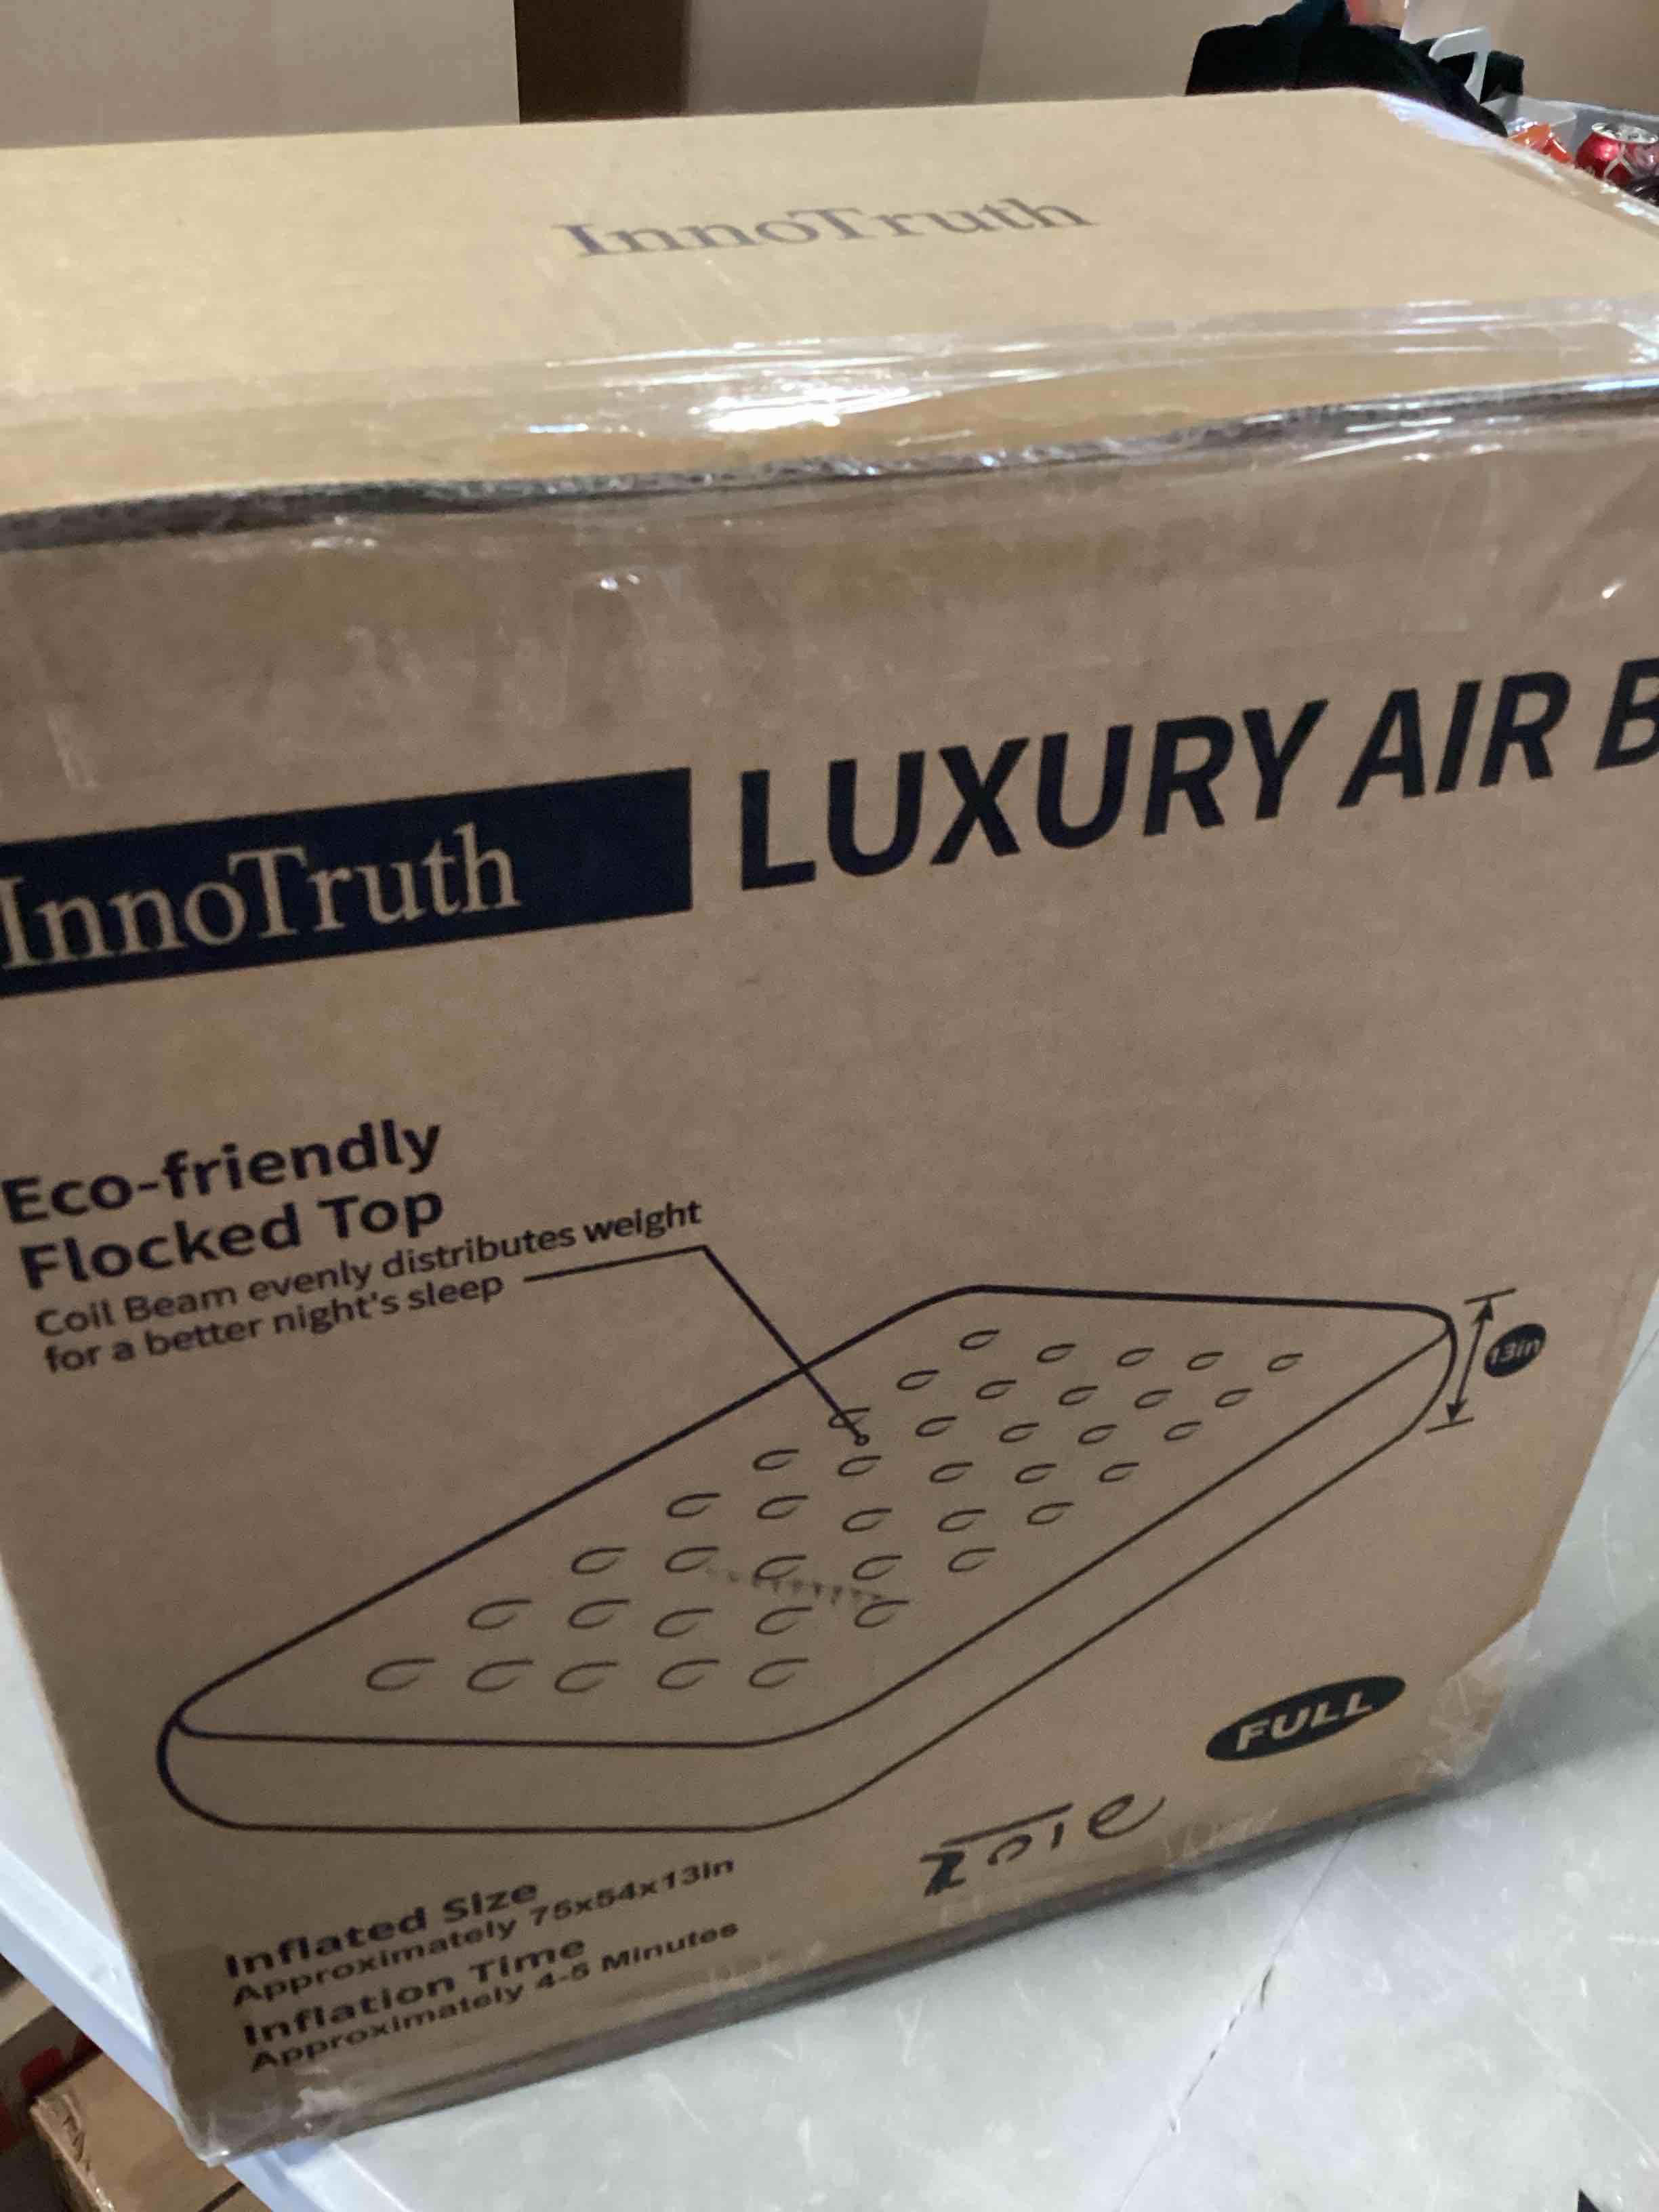 InnoTruth
InnoTruth LUXURY AIR B
Eco-friendly
Flocked Top
Coil Beam evenly distributes weight
for a better night's sleep
13in
FULL
Zoie
Inflated Size
Approximately 75x54x13in
Inflation Time
Approximately 4-5 Minutes